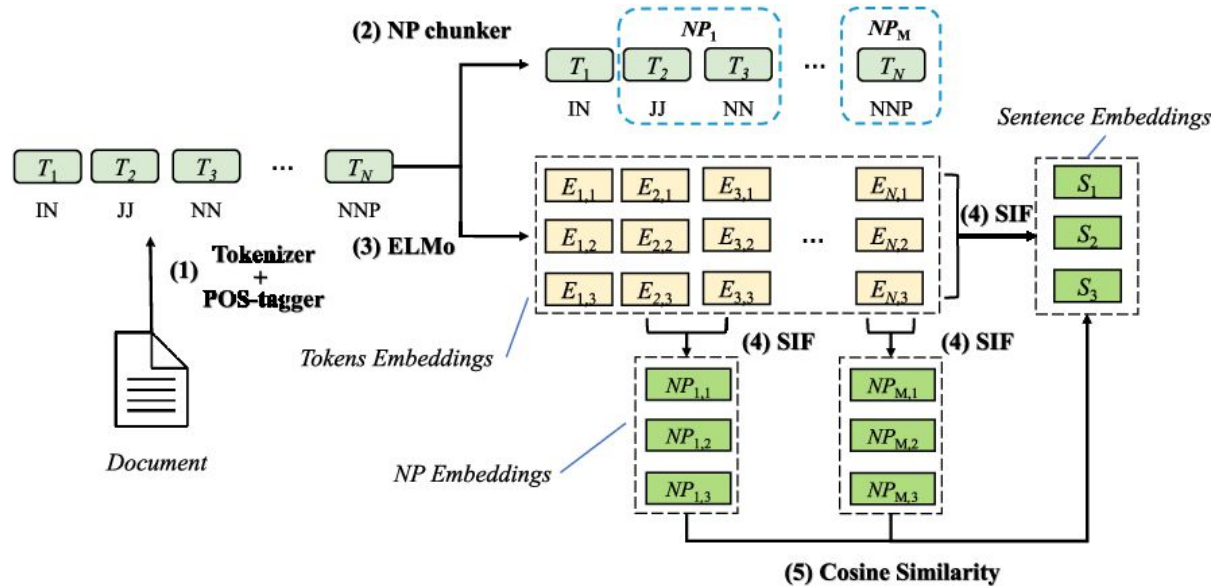 (2) NP chunker
NP1 NPM
T1 T2 T3 ... TN
IN JJ NN NNP
Sentence Embeddings
T1 T2 T3 ... TN
IN JJ NN NNP
(1) Tokenizer
+
POS-tagger
(3) ELMo
E1,1 E2,1 E3,1 EN,1
E1,2 E2,2 E3,2 ... EN,2
E1,3 E2,3 E3,3 EN,3
(4) SIF
S1
S2
S3
Tokens Embeddings
(4) SIF
(4) SIF
NP1,1 NPM,1
NP1,2 NPM,2
NP1,3 NPM,3
NP Embeddings
Document
(5) Cosine Similarity